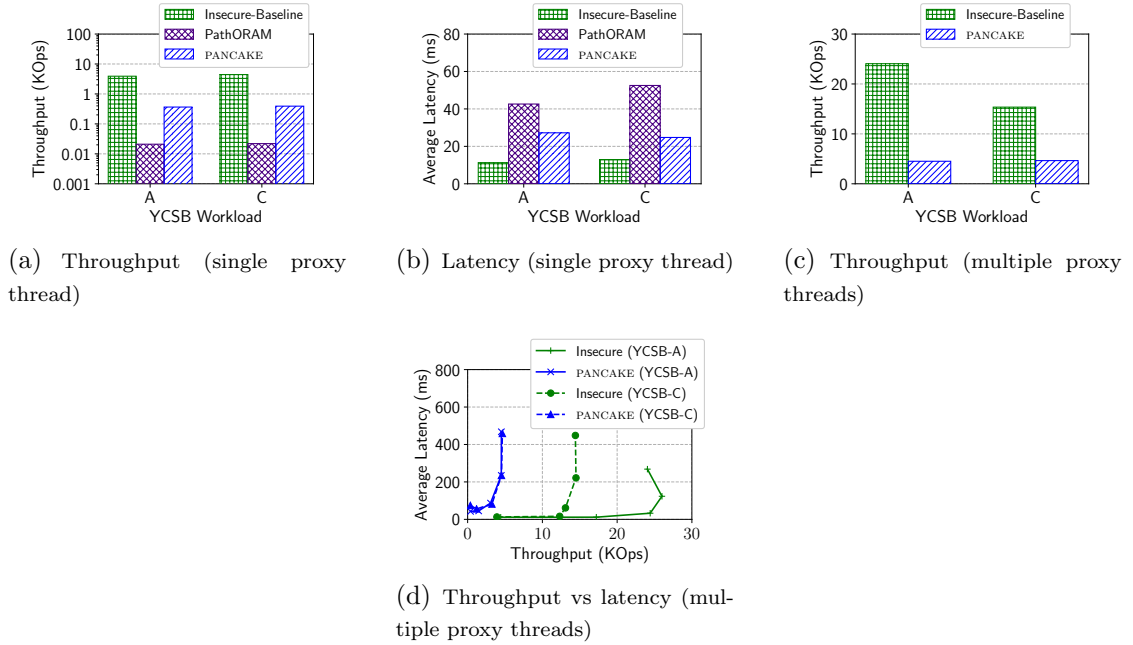 Insecure-Baseline
PathORAM
PANCAKE
100
10
1
0.1
0.01
0.001
Throughput (KOps)
A
C
YCSB Workload
(a) Throughput (single proxy
thread)
Insecure-Baseline
PathORAM
PANCAKE
80
60
40
20
0
Average Latency (ms)
A
C
YCSB Workload
(b) Latency (single proxy thread)
Insecure-Baseline
PANCAKE
30
20
10
0
Throughput (KOps)
A
C
YCSB Workload
(c) Throughput (multiple proxy
threads)
Insecure (YCSB-A)
PANCAKE (YCSB-A)
Insecure (YCSB-C)
PANCAKE (YCSB-C)
800
600
400
200
0
Average Latency (ms)
0
10
20
30
Throughput (KOps)
(d) Throughput vs latency (mul-
tiple proxy threads)